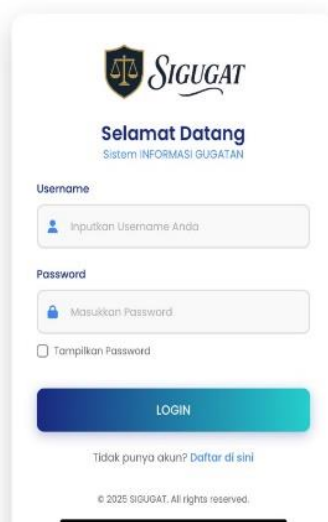 SIGUGAT
Selamat Datang
Sistem INFORMASI GUGATAN
Username
Inputkan Username Anda
Password
Masukkan Password
Tampilkan Password
LOGIN
Tidak punya akun? Daftar di sini
© 2025 SIGUGAT. All rights reserved.